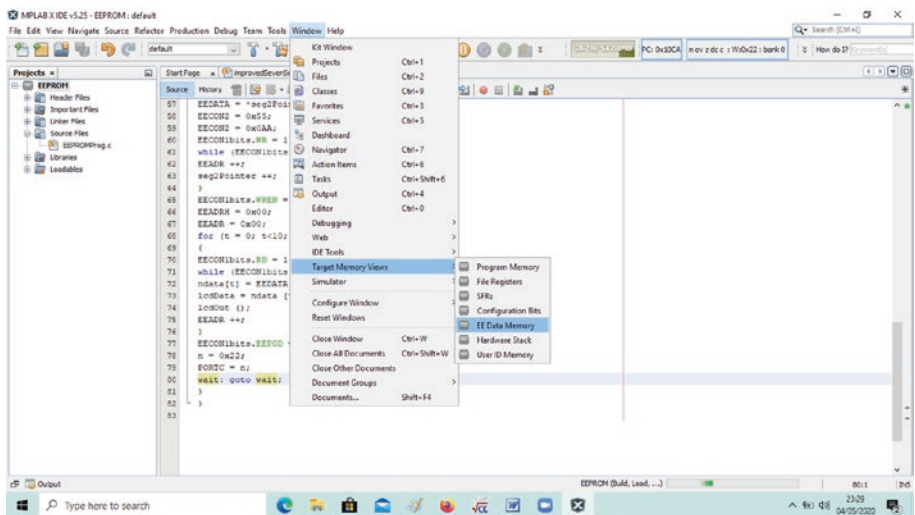 MPLAB X IDE v5.25 - EEPROM : default
File Edit View Navigate Source Refactor Production Debug Team Tools Window Help
Search (Ctrl+I)
default
PC: 0x10CA
: W:0x22 : bank 0
How do I?
Projects
EEPROM
Header Files
Important Files
Linker Files
Source Files
EEPROMProg.c
Libraries
Loadables
Start Page
Source History
57 EEDATA =
58 EECON2 = 0x55;
59 EECON2 = 0x0AA;
60 EECON1bits.WR = 1
61 while (EECON1bits
62 EEADR ++;
63 seg2Pointer ++;
64 }
65 EECON1bits.WREN =
66 EEADRH = 0x00;
67 EEADR = 0x00;
68 for (t = 0; t<10;
69 {
70 EECON1bits.RD = 1
71 while (EECON1bits
72 ndata[t] = EEDATA
73 lcdData = ndata [
74 lcdOut ();
75 EEADR ++;
76 }
77 EECON1bits.EEPGD
78 n = 0x22;
79 PORTC = n;
80 wait: goto wait;
81 }
82 }
83
Kit Window
Projects Ctrl+1
Files Ctrl+2
Classes Ctrl+9
Favorites Ctrl+3
Services Ctrl+5
Dashboard
Navigator Ctrl+7
Action Items Ctrl+6
Tasks Ctrl+Shift+6
Output Ctrl+4
Editor Ctrl+0
Debugging
Web
IDE Tools
Target Memory Views
Simulator
Configure Window
Reset Windows
Close Window Ctrl+W
Close All Documents Ctrl+Shift+W
Close Other Documents
Document Groups
Documents... Shift+F4
Program Memory
File Registers
SFRs
Configuration Bits
EE Data Memory
Hardware Stack
User ID Memory
Output
EEPROM (Build, Load, ...)
80:1
INS
Type here to search
23:29
04/05/2020